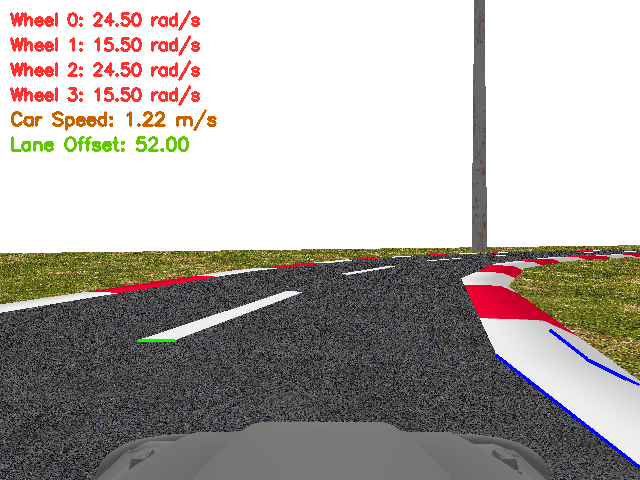 Wheel 0: 24.50 rad/s
Wheel 1: 15.50 rad/s
Wheel 2: 24.50 rad/s
Wheel 3: 15.50 rad/s
Car Speed: 1.22 m/s
Lane Offset: 52.00